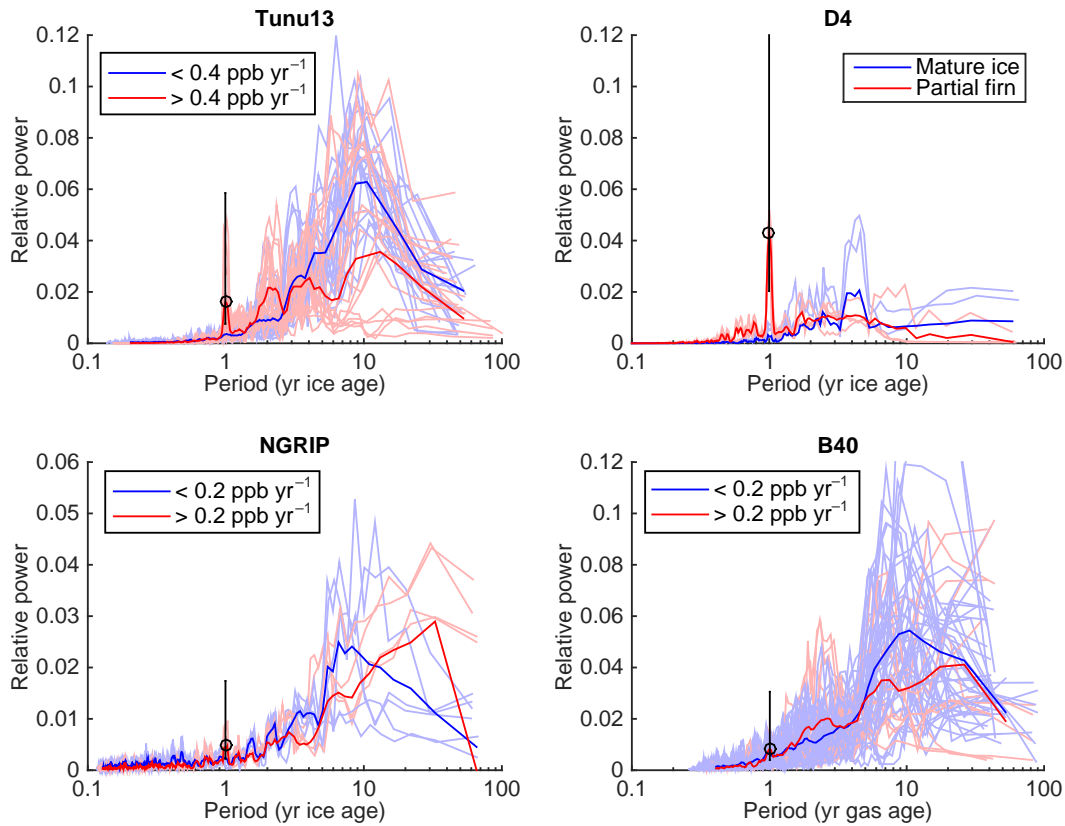 Tunu13
Relative power
0.12
0.1
0.08
0.06
0.04
0.02
0
< 0.4 ppb yr⁻¹
> 0.4 ppb yr⁻¹
0.1 1 10 100
Period (yr ice age)
D4
Relative power
0.12
0.1
0.08
0.06
0.04
0.02
0
Mature ice
Partial firn
0.1 1 10 100
Period (yr ice age)
NGRIP
Relative power
0.06
0.05
0.04
0.03
0.02
0.01
0
< 0.2 ppb yr⁻¹
> 0.2 ppb yr⁻¹
0.1 1 10 100
Period (yr ice age)
B40
Relative power
0.12
0.1
0.08
0.06
0.04
0.02
0
< 0.2 ppb yr⁻¹
> 0.2 ppb yr⁻¹
0.1 1 10 100
Period (yr gas age)